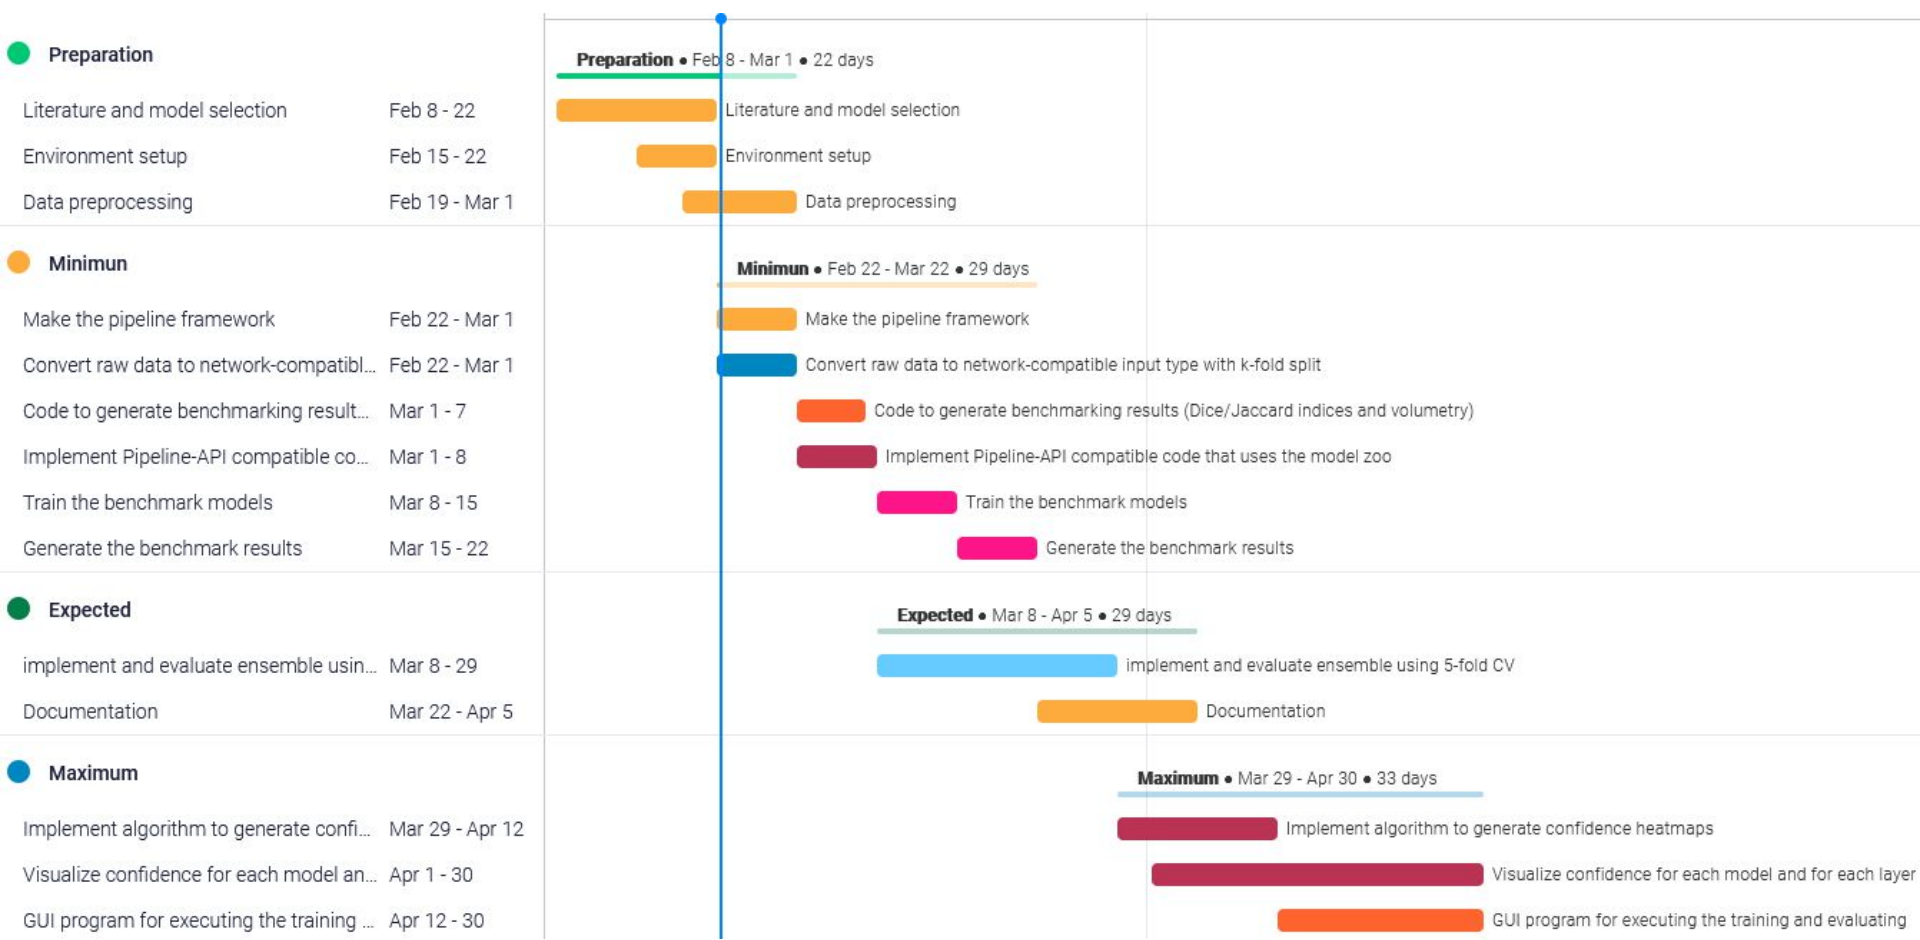 Preparation
Preparation • Feb 8 - Mar 1 • 22 days
Literature and model selection Feb 8 - 22 Literature and model selection
Environment setup Feb 15 - 22 Environment setup
Data preprocessing Feb 19 - Mar 1 Data preprocessing
Minimun
Minimun • Feb 22 - Mar 22 • 29 days
Make the pipeline framework Feb 22 - Mar 1 Make the pipeline framework
Convert raw data to network-compatibl... Feb 22 - Mar 1 Convert raw data to network-compatible input type with k-fold split
Code to generate benchmarking result... Mar 1 - 7 Code to generate benchmarking results (Dice/Jaccard indices and volumetry)
Implement Pipeline-API compatible co... Mar 1 - 8 Implement Pipeline-API compatible code that uses the model zoo
Train the benchmark models Mar 8 - 15 Train the benchmark models
Generate the benchmark results Mar 15 - 22 Generate the benchmark results
Expected
Expected • Mar 8 - Apr 5 • 29 days
implement and evaluate ensemble usin... Mar 8 - 29 implement and evaluate ensemble using 5-fold CV
Documentation Mar 22 - Apr 5 Documentation
Maximum
Maximum • Mar 29 - Apr 30 • 33 days
Implement algorithm to generate confi... Mar 29 - Apr 12 Implement algorithm to generate confidence heatmaps
Visualize confidence for each model an... Apr 1 - 30 Visualize confidence for each model and for each layer
GUI program for executing the training ... Apr 12 - 30 GUI program for executing the training and evaluating